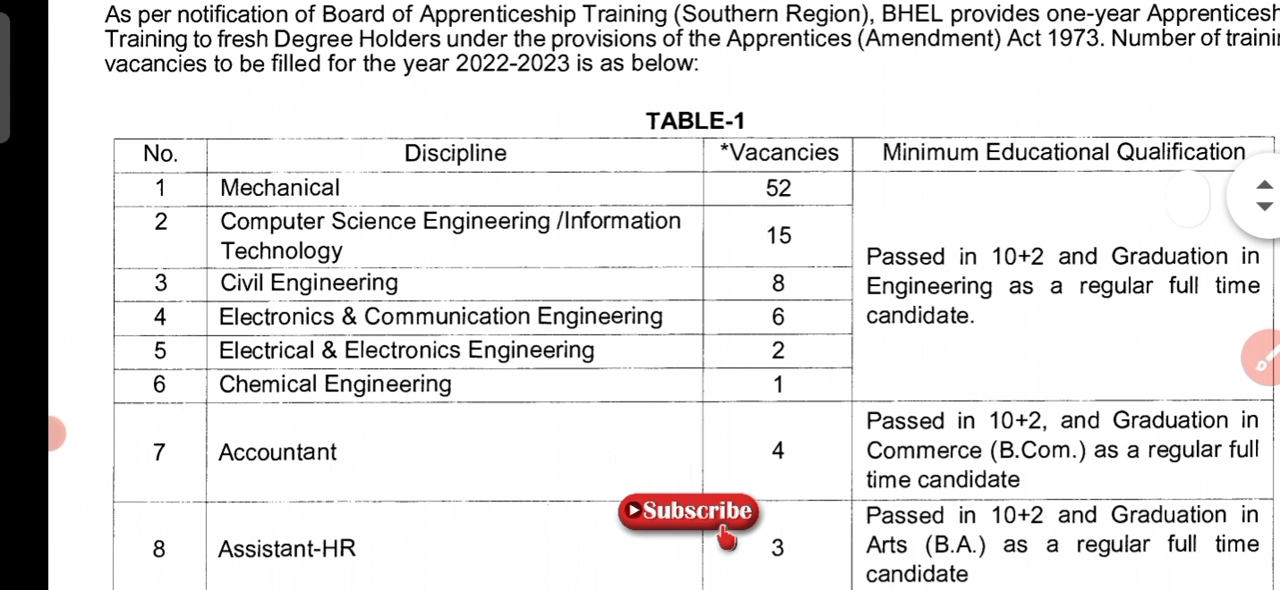 As per notification of Board of Apprenticeship Training (Southern Region), BHEL provides one-year Apprenticesh
Training to fresh Degree Holders under the provisions of the Apprentices (Amendment) Act 1973. Number of traini
vacancies to be filled for the year 2022-2023 is as below:
TABLE-1
No. Discipline *Vacancies Minimum Educational Qualification
1 Mechanical 52
2 Computer Science Engineering /Information
Technology
15
3 Civil Engineering 8
4 Electronics & Communication Engineering 6
5 Electrical & Electronics Engineering 2
6 Chemical Engineering 1
Passed in 10+2 and Graduation in
Engineering as a regular full time
candidate.
7 Accountant 4
Passed in 10+2, and Graduation in
Commerce (B.Com.) as a regular full
time candidate
Subscribe
8 Assistant-HR 3
Passed in 10+2 and Graduation in
Arts (B.A.) as a regular full time
candidate